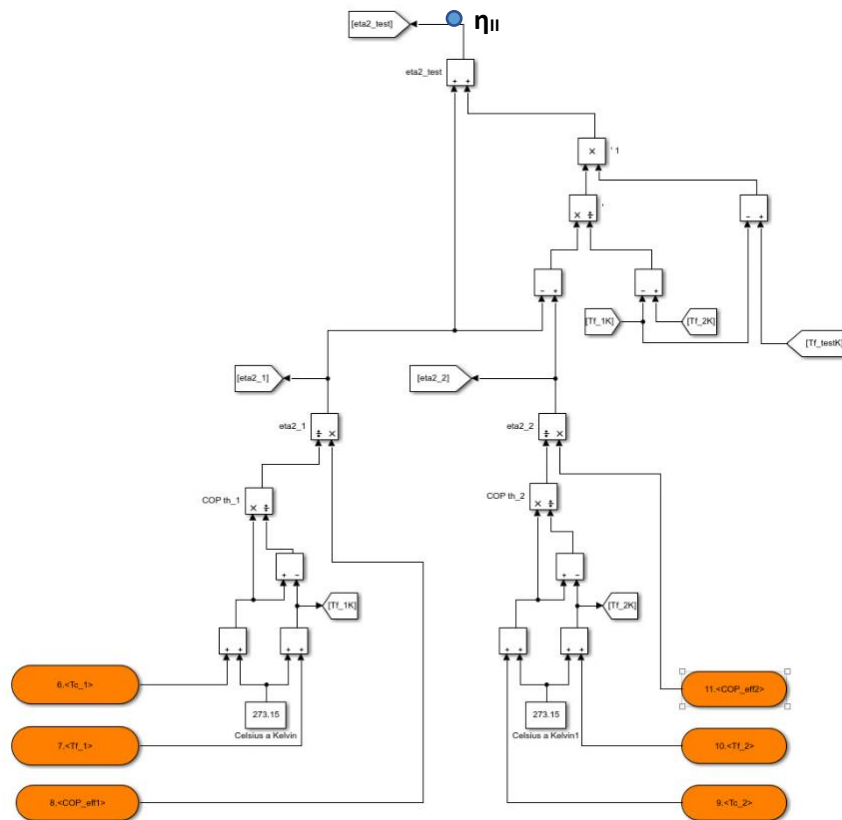 [eta2_test]
ηII
eta2_test
+ +
×
' 1
× ÷
'
- +
- +
- +
[Tf_1K]
[Tf_2K]
[Tf_testK]
[eta2_1]
[eta2_2]
eta2_1
÷ ×
eta2_2
÷ ×
COP th_1
× ÷
COP th_2
× ÷
+ -
+ -
[Tf_1K]
[Tf_2K]
+ +
+ +
+ +
+ +
6.<Tc_1>
11.<COP_eff2>
273.15
273.15
Celsius a Kelvin
Celsius a Kelvin1
7.<Tf_1>
10.<Tf_2>
8.<COP_eff1>
9.<Tc_2>